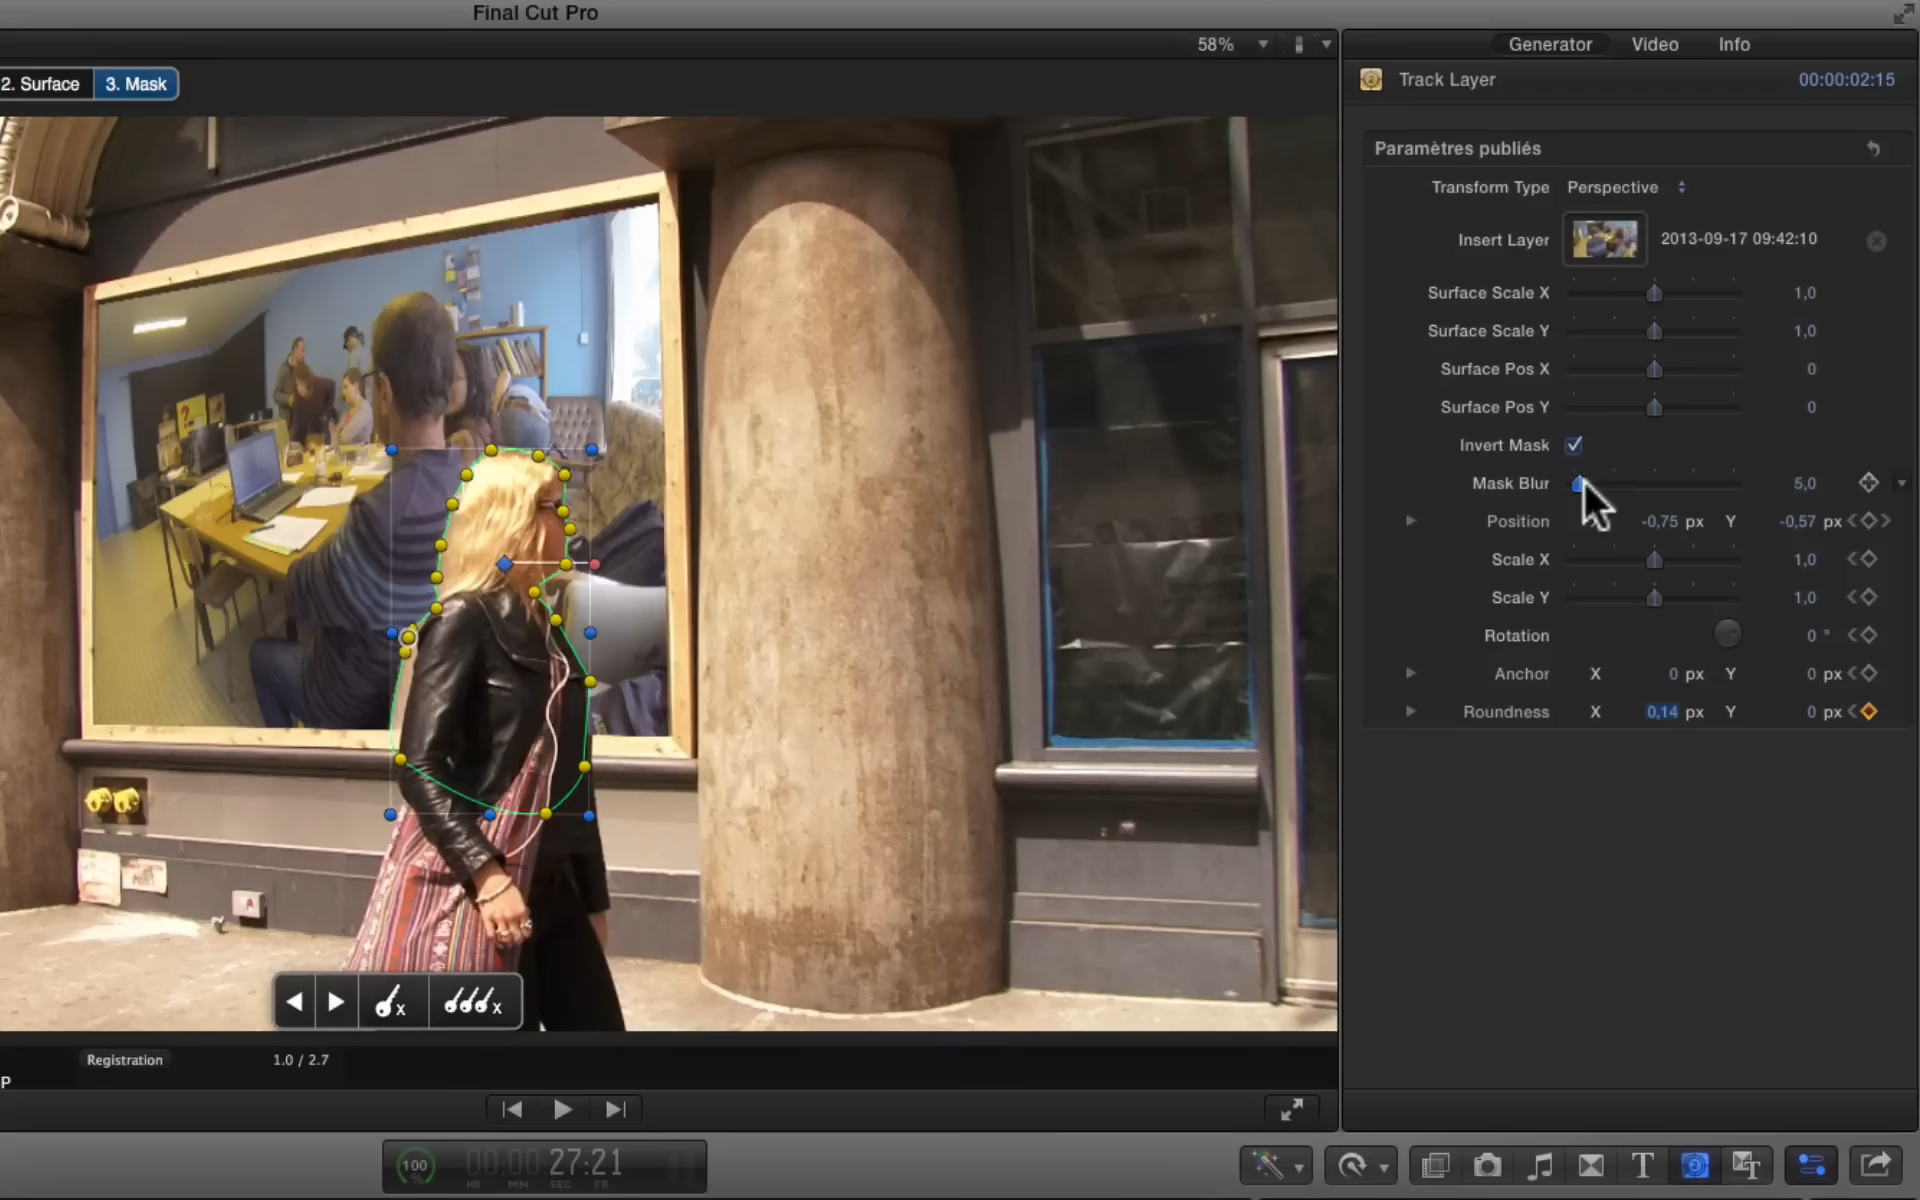 Final Cut Pro
58%
Generator Video Info
2. Surface 3. Mask
Track Layer 00:00:02:15
Paramètres publiés
Transform Type Perspective
Insert Layer 2013-09-17 09:42:10
Surface Scale X 1,0
Surface Scale Y 1,0
Surface Pos X 0
Surface Pos Y 0
Invert Mask
Mask Blur 5,0
Position -0,75 px Y -0,57 px
Scale X 1,0
Scale Y 1,0
Rotation 0 °
Anchor X 0 px Y 0 px
Roundness X 0,14 px Y 0 px
x x
Registration 1.0 / 2.7
P
100 % 00:00:27:21
HR MIN SEC FR
T